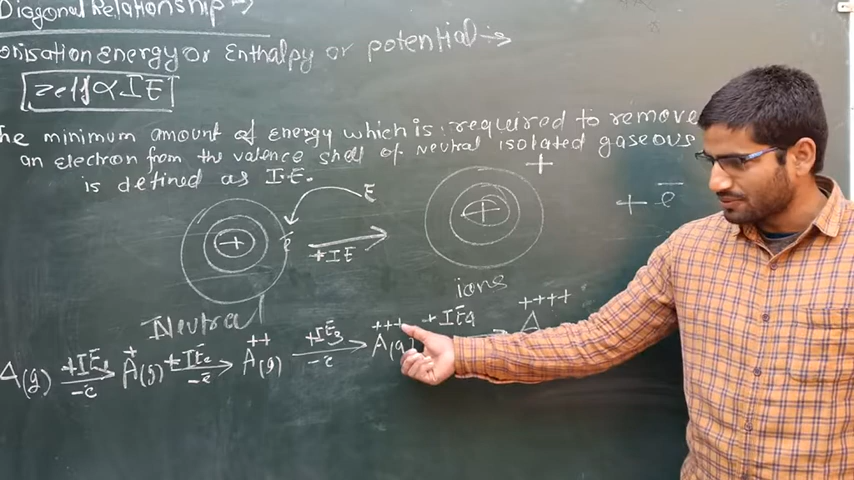 Diagonal Relationship →
onisation Energy or Enthalpy or potential →
Zeff ∝ IE
he minimum amount of energy which is required to remove
an electron from the valence shell of neutral isolated gaseous
is defined as I.E.
+
E
+ ē
+
ē
+IE
+
ions
Neutral
A(g) +IE₁ -ē A⁺(g) +IE₂ -ē A⁺⁺(g) +IE₃ -ē A⁺⁺⁺(g) +IE₄ A⁺⁺⁺⁺